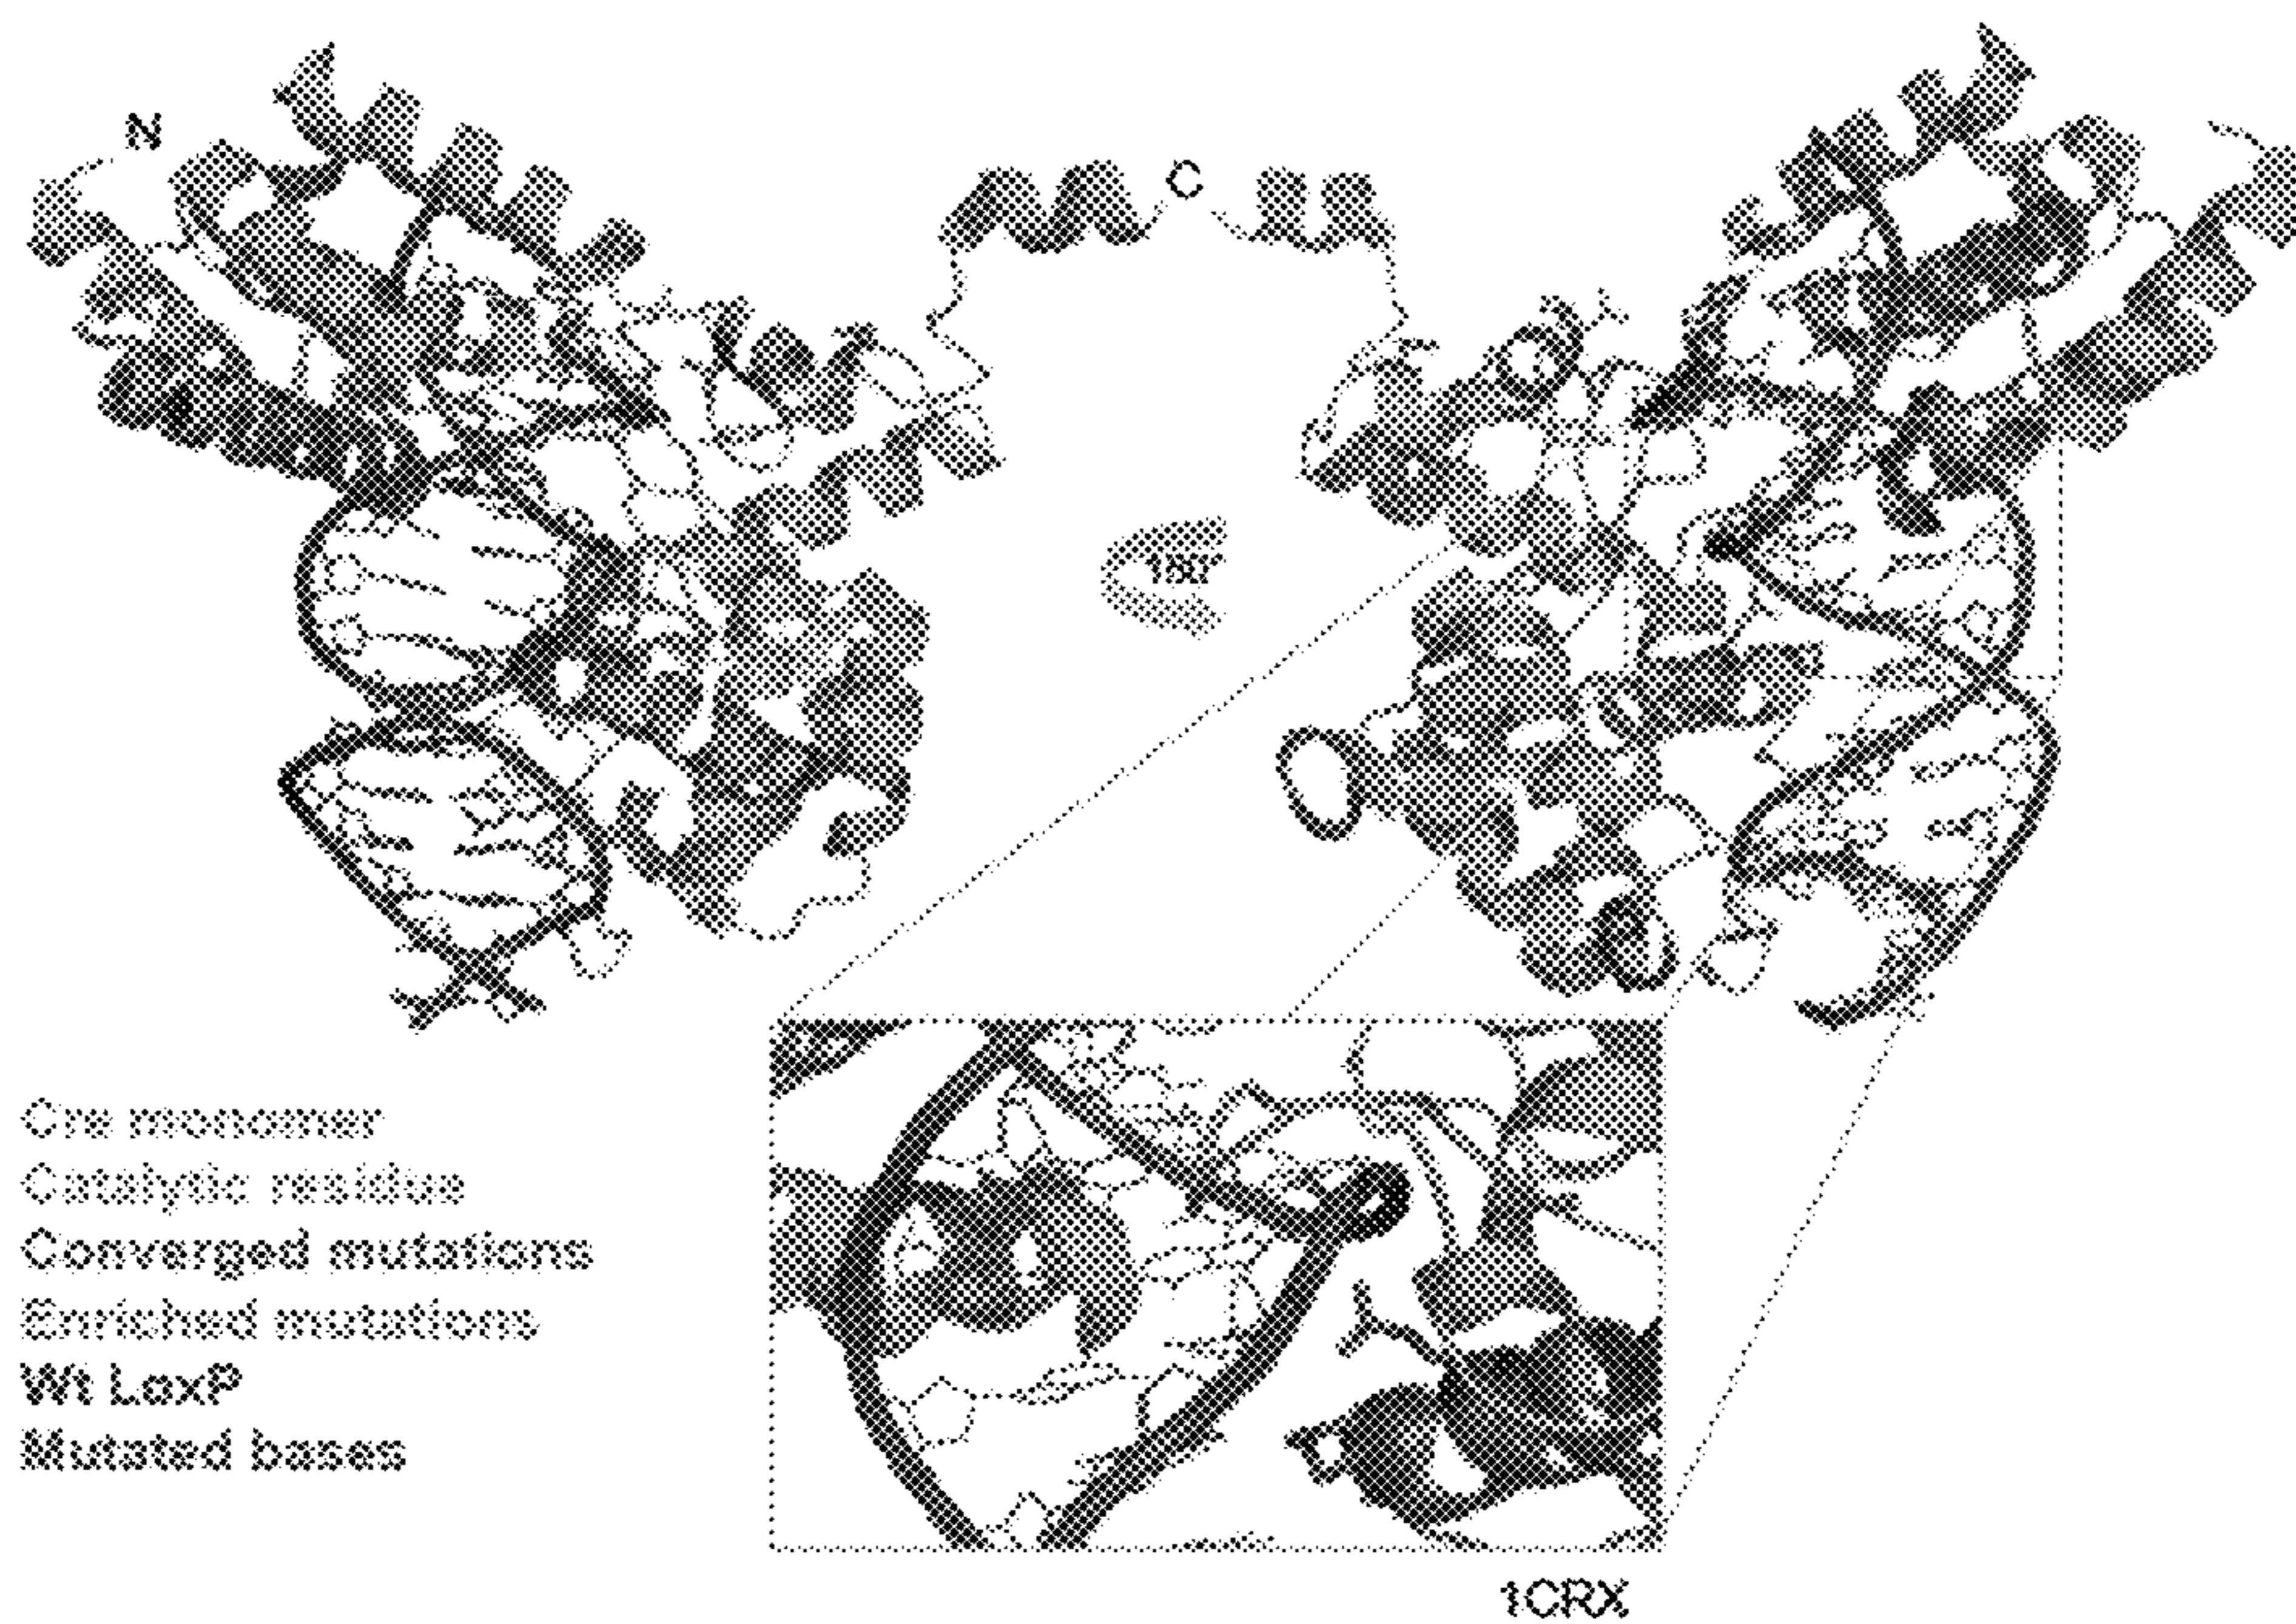 N
C
Cre monomer
Catalytic residue
Converged mutations
Enriched mutations
Wt LoxP
Mutated bases
1CRX